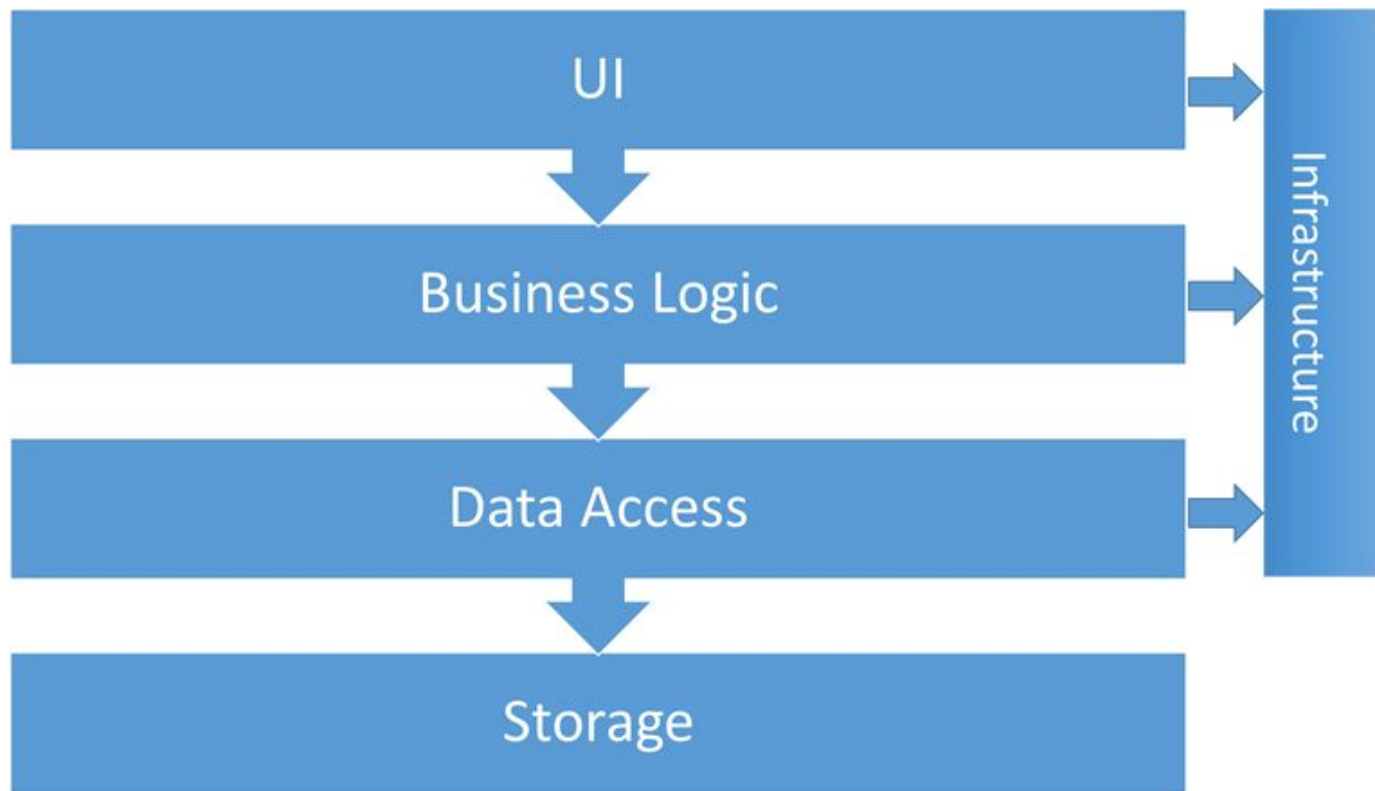 UI
Business Logic
Data Access
Storage
Infrastructure